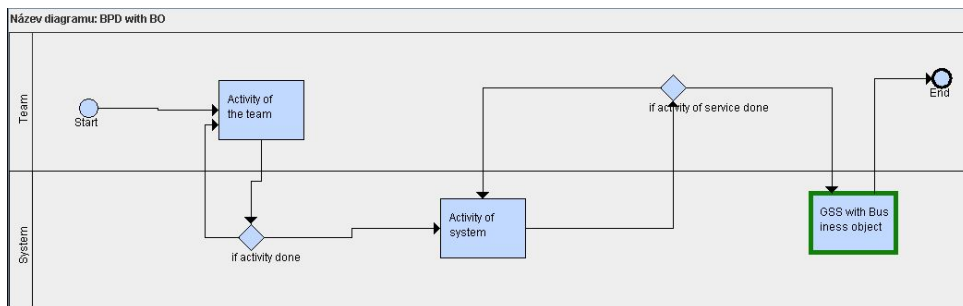 Název diagramu: BPD with BO
Team
Start
Activity of
the team
if activity of service done
End
System
if activity done
Activity of
system
GSS with Bus
iness object